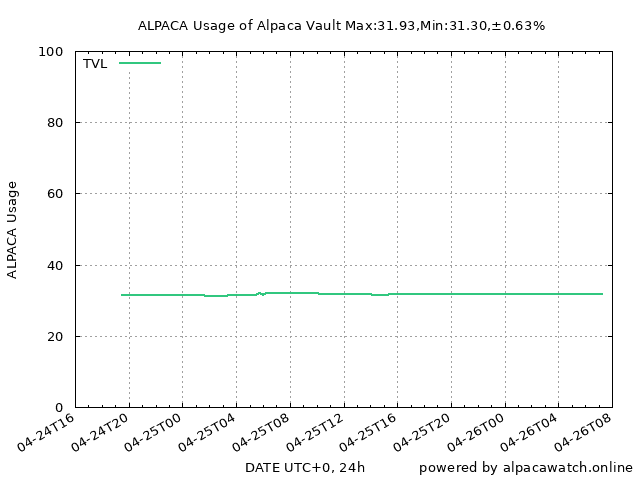 ALPACA Usage of Alpaca Vault Max:31.93,Min:31.30,±0.63%
100
TVL
80
60
40
20
0
ALPACA Usage
04-24T16 04-24T20 04-25T00 04-25T04 04-25T08 04-25T12 04-25T16 04-25T20 04-26T00 04-26T04 04-26T08
DATE UTC+0, 24h
powered by alpacawatch.online